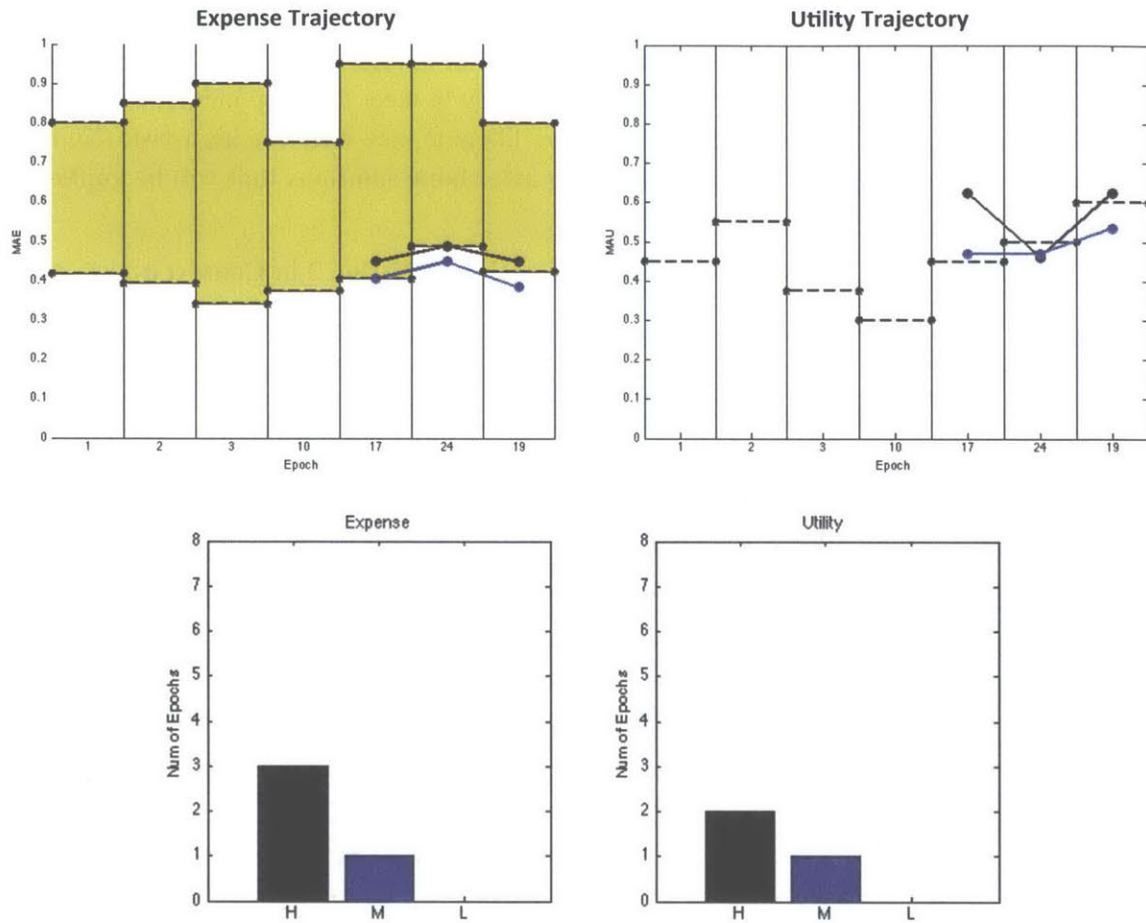 Expense Trajectory
1
0.9
0.8
0.7
0.6
0.5
0.4
0.3
0.2
0.1
0
MAE
1 2 3 10 17 24 19
Epoch
Utility Trajectory
1
0.9
0.8
0.7
0.6
0.5
0.4
0.3
0.2
0.1
0
MAU
1 2 3 10 17 24 19
Epoch
Expense
8
7
6
5
4
3
2
1
0
Num of Epochs
H M L
Utility
8
7
6
5
4
3
2
1
0
Num of Epochs
H M L